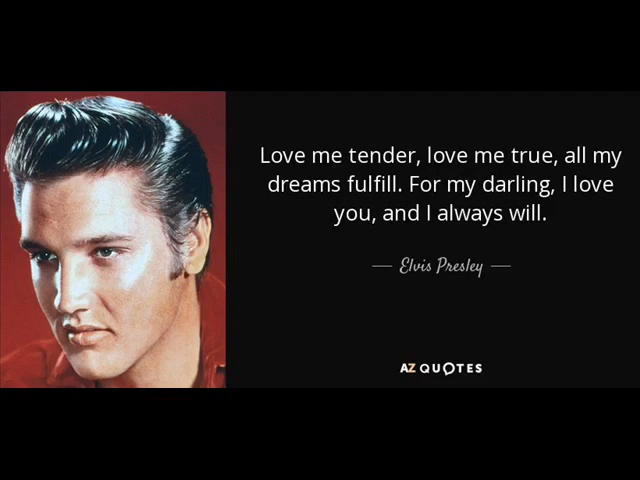 Love me tender, love me true, all my
dreams fulfill. For my darling, I love
you, and I always will.
— Elvis Presley —
AZ QUOTES